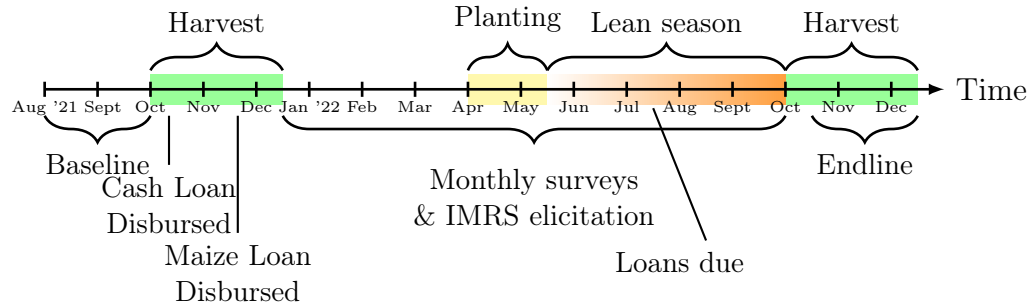 Harvest
Planting
Lean season
Harvest
Time
Aug '21 Sept Oct Nov Dec Jan '22 Feb Mar Apr May Jun Jul Aug Sept Oct Nov Dec
Baseline
Cash Loan
Disbursed
Maize Loan
Disbursed
Monthly surveys
& IMRS elicitation
Loans due
Endline